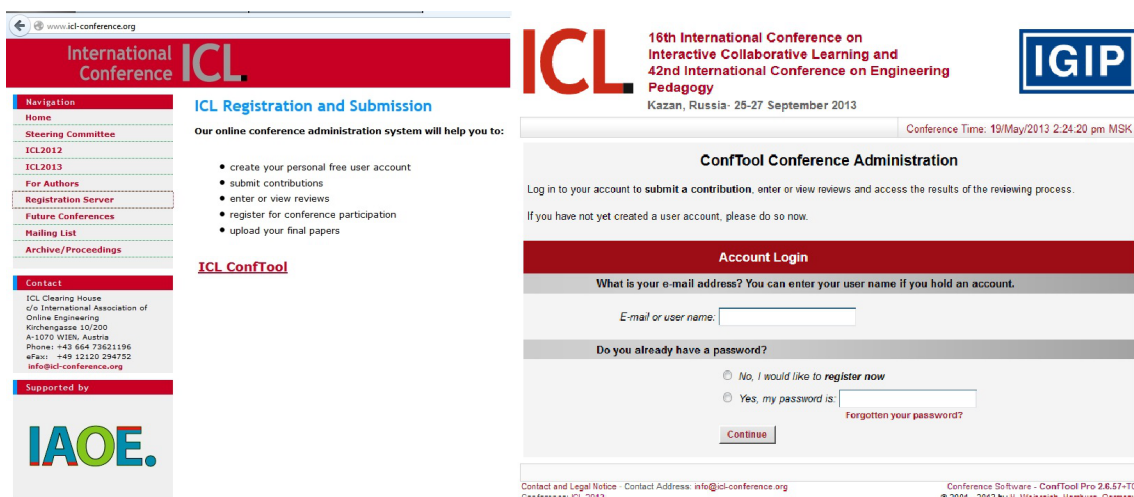 www.icl-conference.org
International
Conference
ICL.
Navigation
Home
Steering Committee
ICL2012
ICL2013
For Authors
Registration Server
Future Conferences
Mailing List
Archive/Proceedings
Contact
ICL Clearing House
c/o International Association of
Online Engineering
Kirchengasse 10/200
A-1070 WIEN, Austria
Phone: +43 664 73621196
eFax: +49 12120 294752
info@icl-conference.org
Supported by
IAOE.
ICL Registration and Submission
Our online conference administration system will help you to:
create your personal free user account
submit contributions
enter or view reviews
register for conference participation
upload your final papers
ICL ConfTool
ICL.
16th International Conference on
Interactive Collaborative Learning and
42nd International Conference on Engineering
Pedagogy
Kazan, Russia- 25-27 September 2013
IGIP
Conference Time: 19/May/2013 2:24:20 pm MSK
ConfTool Conference Administration
Log in to your account to submit a contribution, enter or view reviews and access the results of the reviewing process.
If you have not yet created a user account, please do so now.
Account Login
What is your e-mail address? You can enter your user name if you hold an account.
E-mail or user name:
Do you already have a password?
No, I would like to register now
Yes, my password is:
Forgotten your password?
Continue
Contact and Legal Notice - Contact Address: info@icl-conference.org
Conference Software - ConfTool Pro 2.6.57+